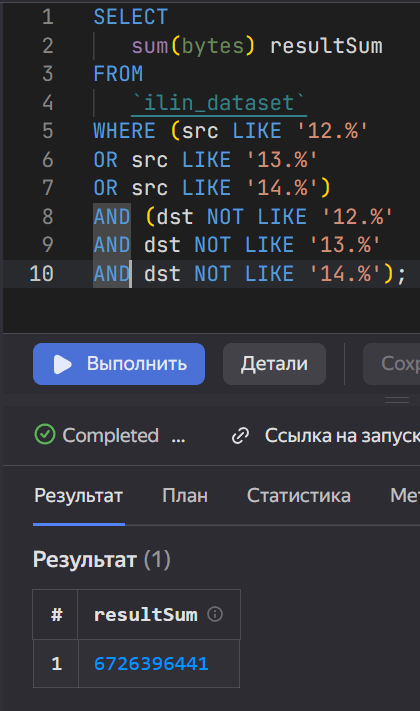 1 SELECT
2 sum(bytes) resultSum
3 FROM
4 `ilin_dataset`
5 WHERE (src LIKE '12.%'
6 OR src LIKE '13.%'
7 OR src LIKE '14.%')
8 AND (dst NOT LIKE '12.%'
9 AND dst NOT LIKE '13.%'
10 AND dst NOT LIKE '14.%');
Выполнить Детали Сохр
Completed ... Ссылка на запуск
Результат План Статистика Ме
Результат (1)
# resultSum
1 6726396441